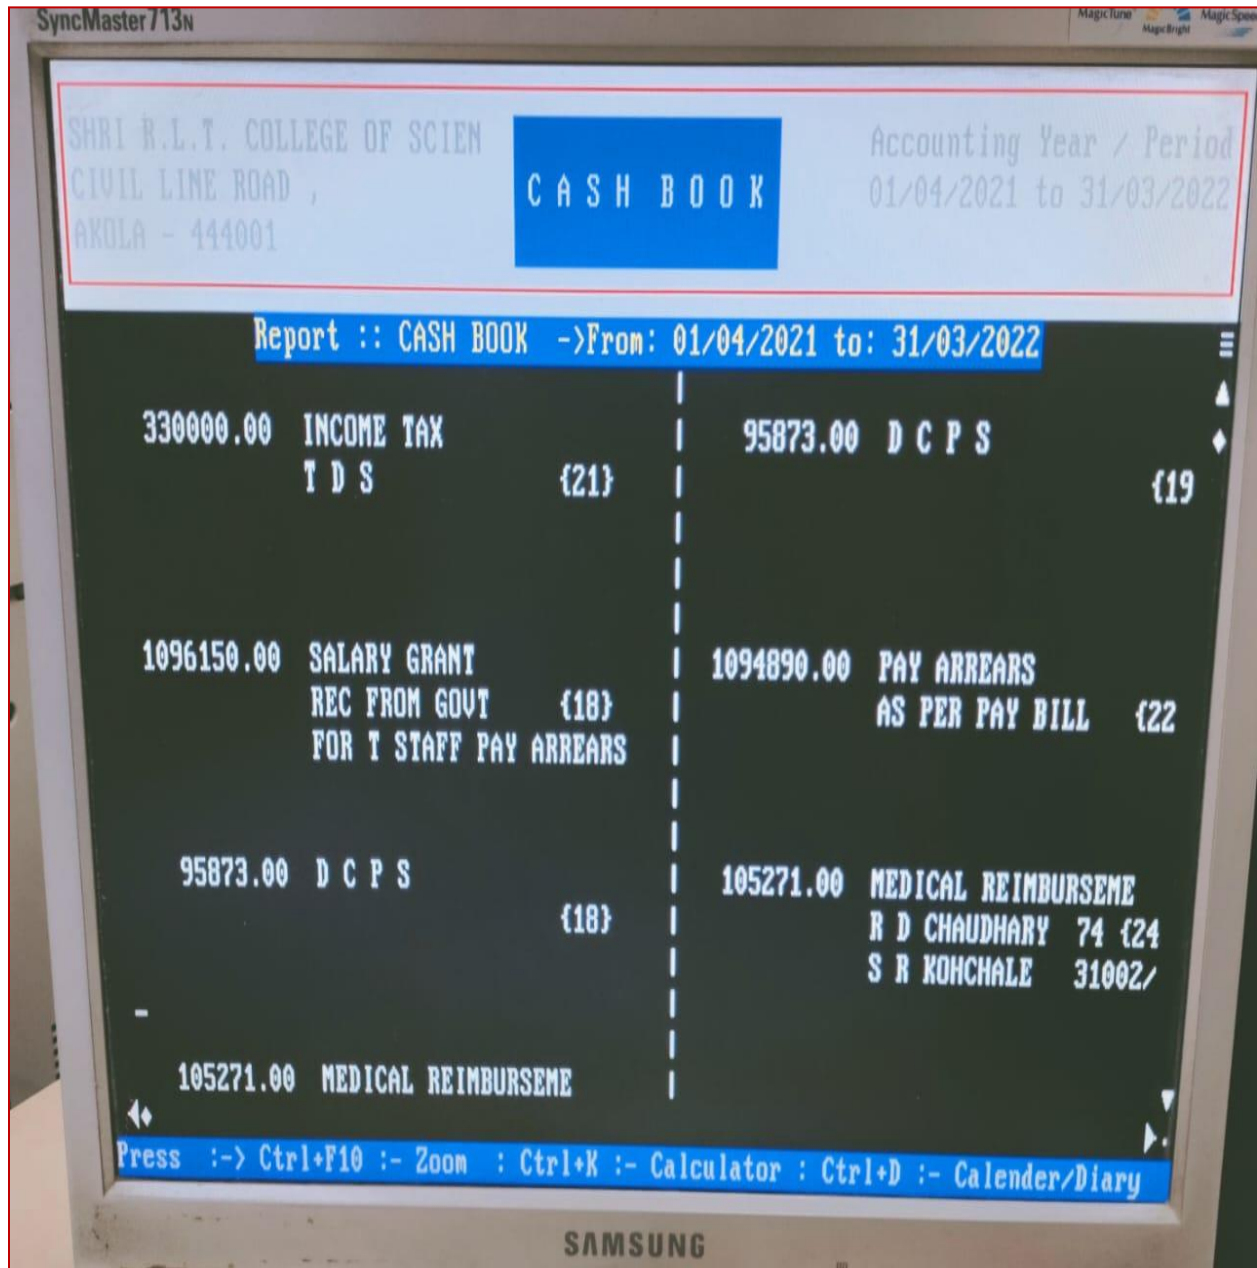 SyncMaster 713N
MagicTune MagicSpeed
MagicBright
SHRI R.L.T. COLLEGE OF SCIEN
CIVIL LINE ROAD ,
AKOLA - 444001
CASH BOOK
Accounting Year / Period
01/04/2021 to 31/03/2022
Report :: CASH BOOK ->From: 01/04/2021 to: 31/03/2022
330000.00 INCOME TAX
T D S {21}
95873.00 D C P S
{19
1096150.00 SALARY GRANT
REC FROM GOVT {18}
FOR T STAFF PAY ARREARS
1094890.00 PAY ARREARS
AS PER PAY BILL {22
95873.00 D C P S
{18}
105271.00 MEDICAL REIMBURSEME
R D CHAUDHARY 74 {24
S R KOHCHALE 31002/
105271.00 MEDICAL REIMBURSEME
Press :-> Ctrl+F10 :- Zoom : Ctrl+K :- Calculator : Ctrl+D :- Calender/Diary
SAMSUNG